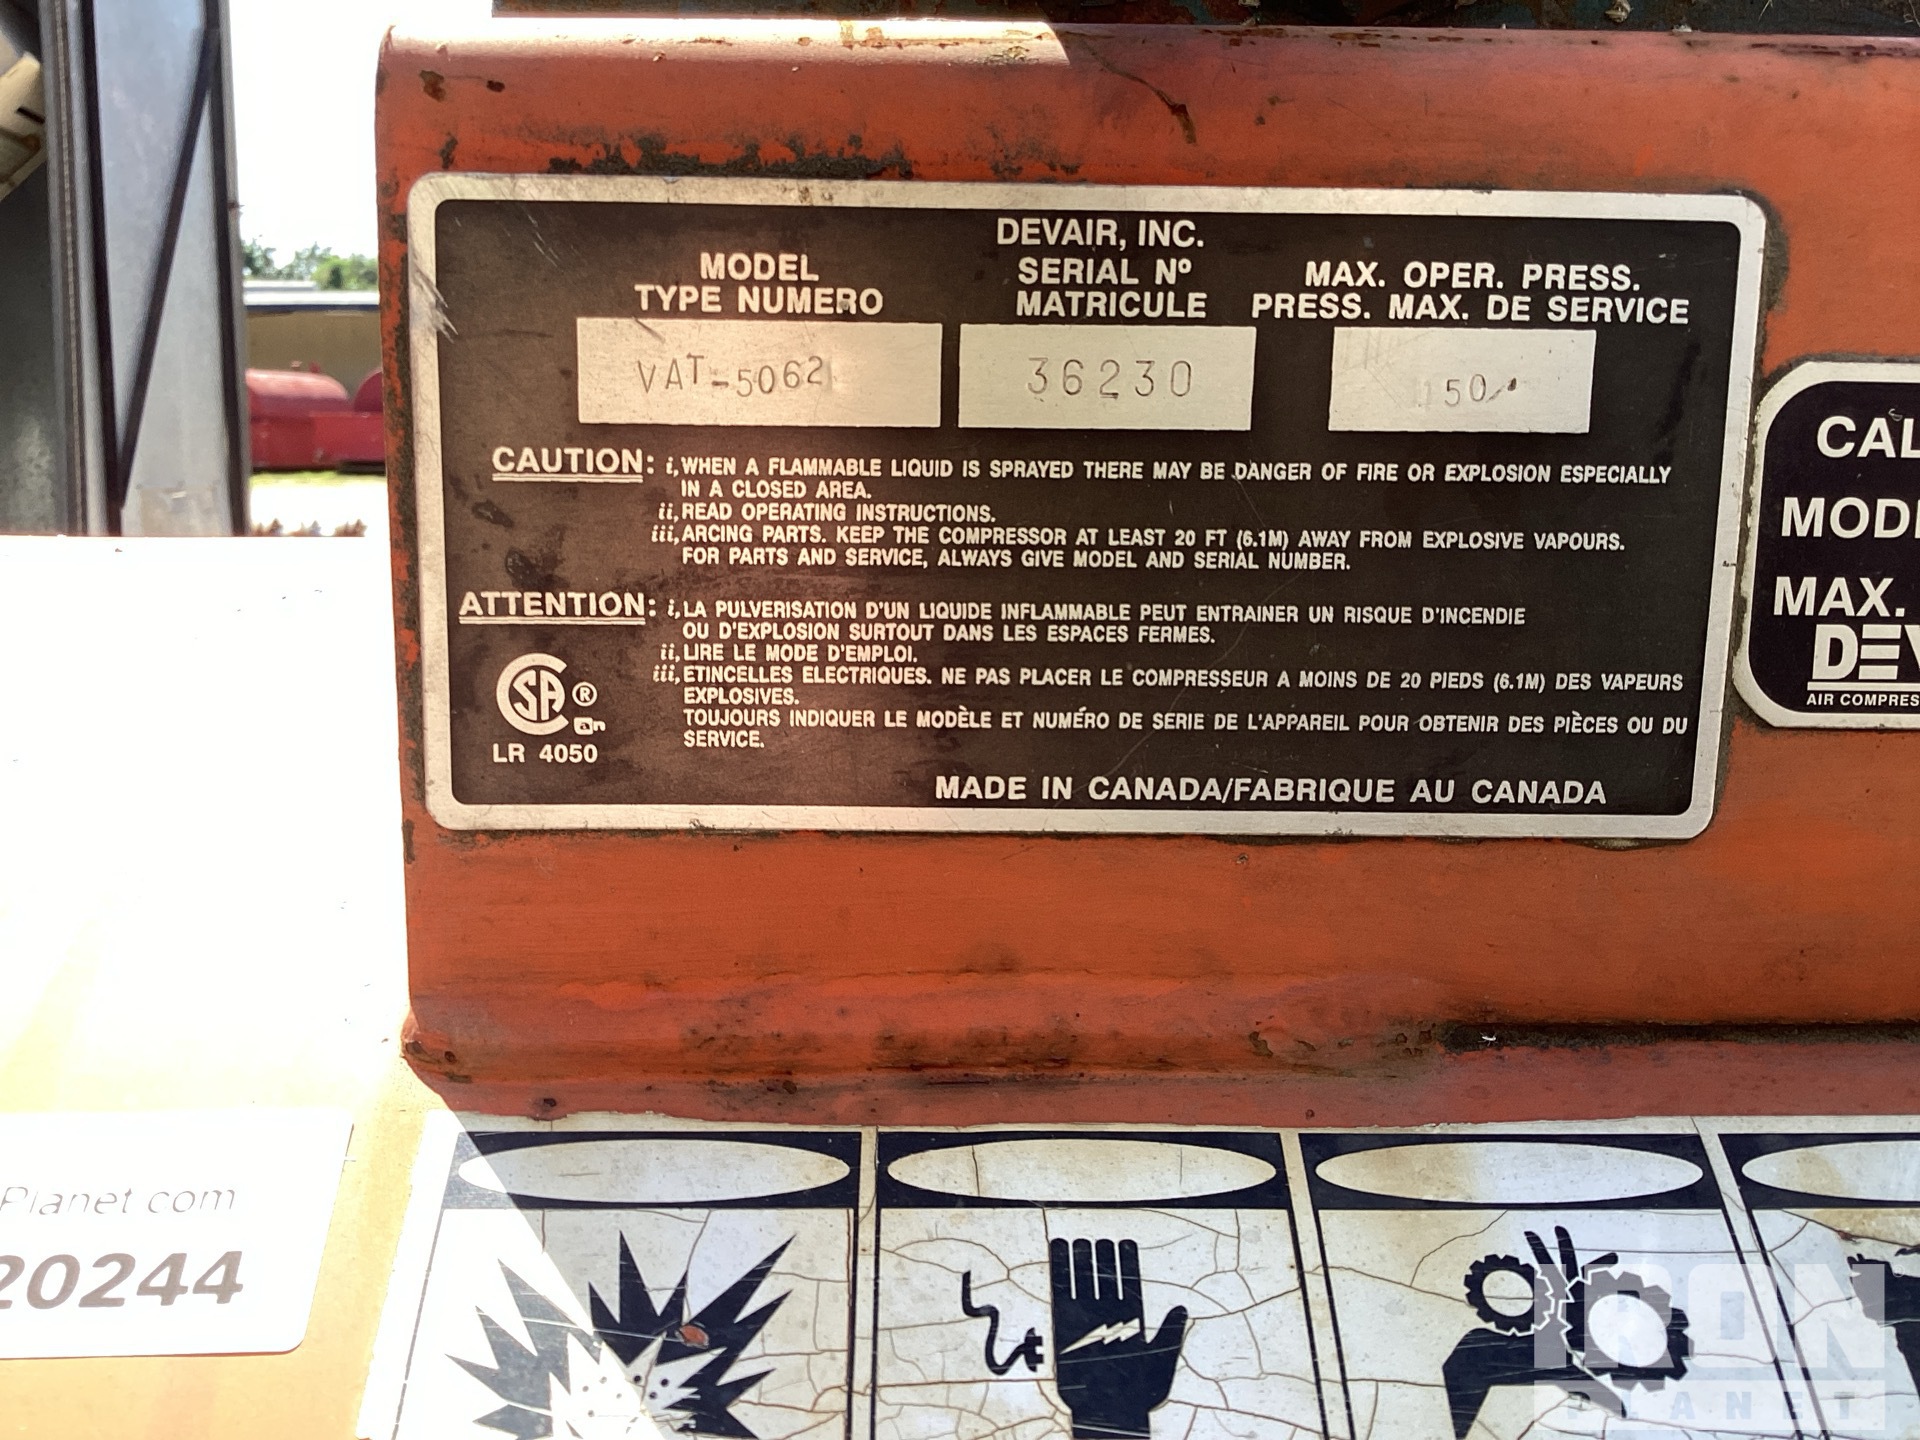 DEVAIR, INC.
MODEL
TYPE NUMERO
SERIAL Nº
MATRICULE
MAX. OPER. PRESS.
PRESS. MAX. DE SERVICE
VAT-5062
36230
150
CAUTION: i, WHEN A FLAMMABLE LIQUID IS SPRAYED THERE MAY BE DANGER OF FIRE OR EXPLOSION ESPECIALLY
IN A CLOSED AREA.
ii, READ OPERATING INSTRUCTIONS.
iii, ARCING PARTS. KEEP THE COMPRESSOR AT LEAST 20 FT (6.1M) AWAY FROM EXPLOSIVE VAPOURS.
FOR PARTS AND SERVICE, ALWAYS GIVE MODEL AND SERIAL NUMBER.
ATTENTION: i, LA PULVERISATION D'UN LIQUIDE INFLAMMABLE PEUT ENTRAINER UN RISQUE D'INCENDIE
OU D'EXPLOSION SURTOUT DANS LES ESPACES FERMES.
ii, LIRE LE MODE D'EMPLOI.
iii, ETINCELLES ELECTRIQUES. NE PAS PLACER LE COMPRESSEUR A MOINS DE 20 PIEDS (6.1M) DES VAPEURS
EXPLOSIVES.
TOUJOURS INDIQUER LE MODÈLE ET NUMÉRO DE SERIE DE L'APPAREIL POUR OBTENIR DES PIÈCES OU DU
SERVICE.
SA ®
LR 4050
MADE IN CANADA/FABRIQUE AU CANADA
CAL
MODE
MAX.
DEV
AIR COMPRES
Planet.com
20244
IRON
PLANET